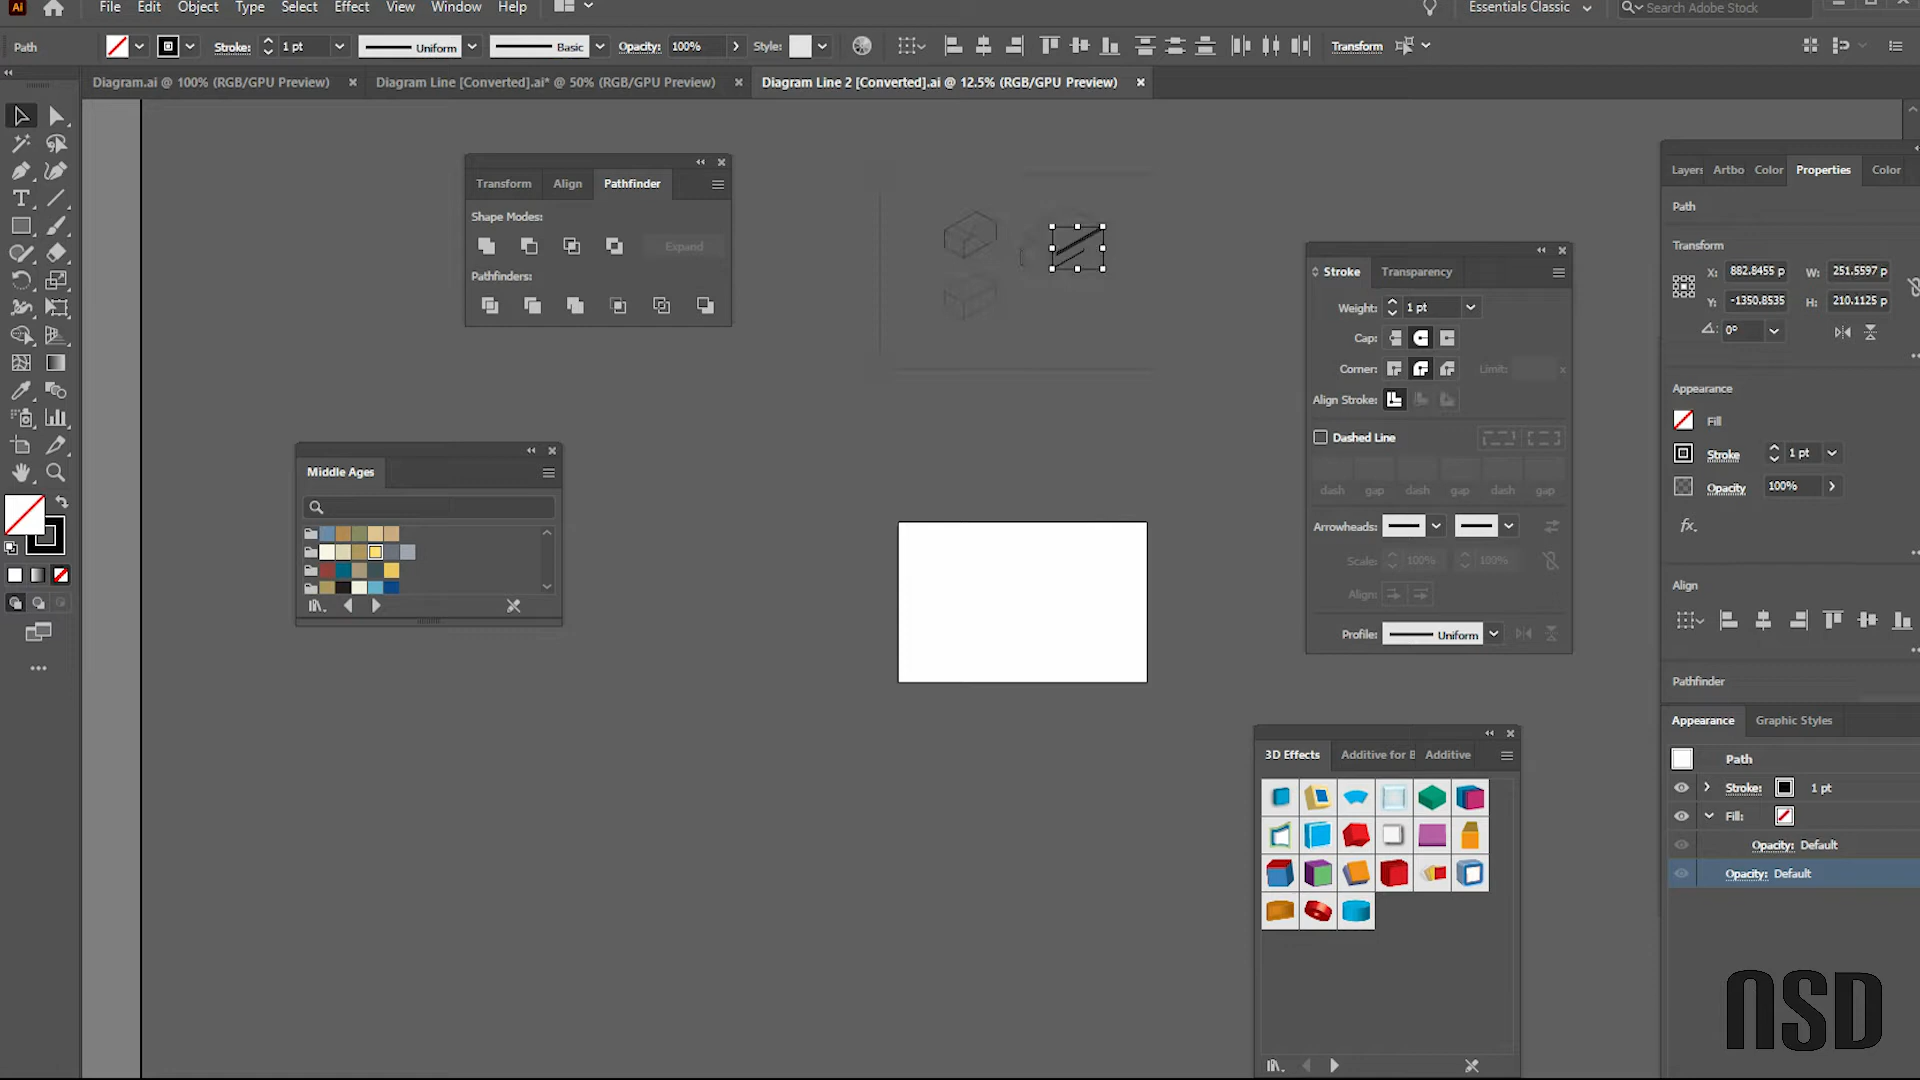 Ai File Edit Object Type Select Effect View Window Help Essentials Classic Search Adobe Stock
Path Stroke: 1 pt Uniform Basic Opacity: 100% Style: Transform
Diagram.ai @ 100% (RGB/GPU Preview) Diagram Line [Converted].ai* @ 50% (RGB/GPU Preview) Diagram Line 2 [Converted].ai @ 12.5% (RGB/GPU Preview)
Transform Align Pathfinder
Shape Modes:
Expand
Pathfinders:
Middle Ages
Stroke Transparency
Weight: 1 pt
Cap:
Corner: Limit: x
Align Stroke:
Dashed Line
dash gap dash gap dash gap
Arrowheads:
Scale: 100% 100%
Align:
Profile: Uniform
3D Effects Additive for B Additive
Layers Artbo Color Properties Color
Path
Transform
X: 882.8455 p W: 251.5597 p
Y: -1350.8535 H: 210.1125 p
0°
Appearance
Fill
Stroke 1 pt
Opacity 100%
fx.
Align
Pathfinder
Appearance Graphic Styles
Path
Stroke: 1 pt
Fill:
Opacity: Default
Opacity: Default
NSD